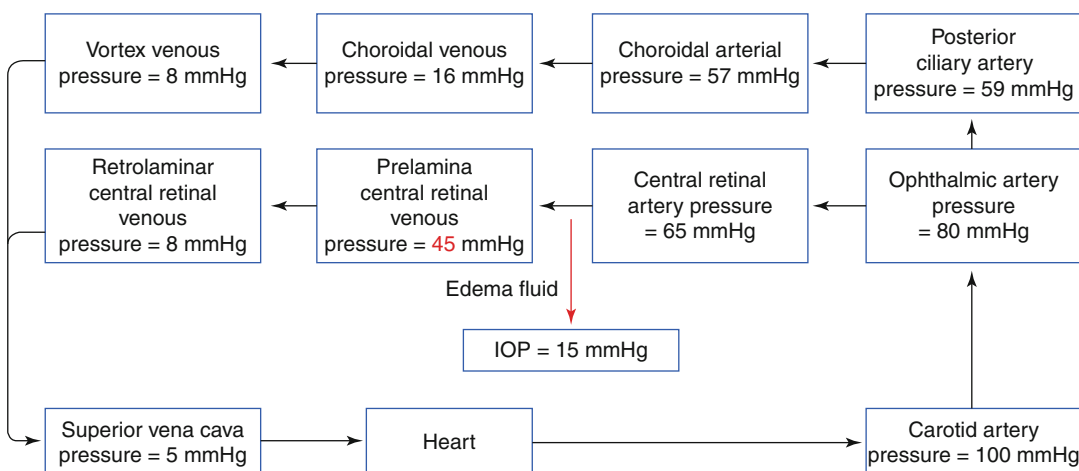 Vortex venous
pressure = 8 mmHg
Choroidal venous
pressure = 16 mmHg
Choroidal arterial
pressure = 57 mmHg
Posterior
ciliary artery
pressure = 59 mmHg
Retrolaminar
central retinal
venous
pressure = 8 mmHg
Prelamina
central retinal
venous
pressure = 45 mmHg
Central retinal
artery pressure
= 65 mmHg
Ophthalmic artery
pressure
= 80 mmHg
Edema fluid
IOP = 15 mmHg
Superior vena cava
pressure = 5 mmHg
Heart
Carotid artery
pressure = 100 mmHg